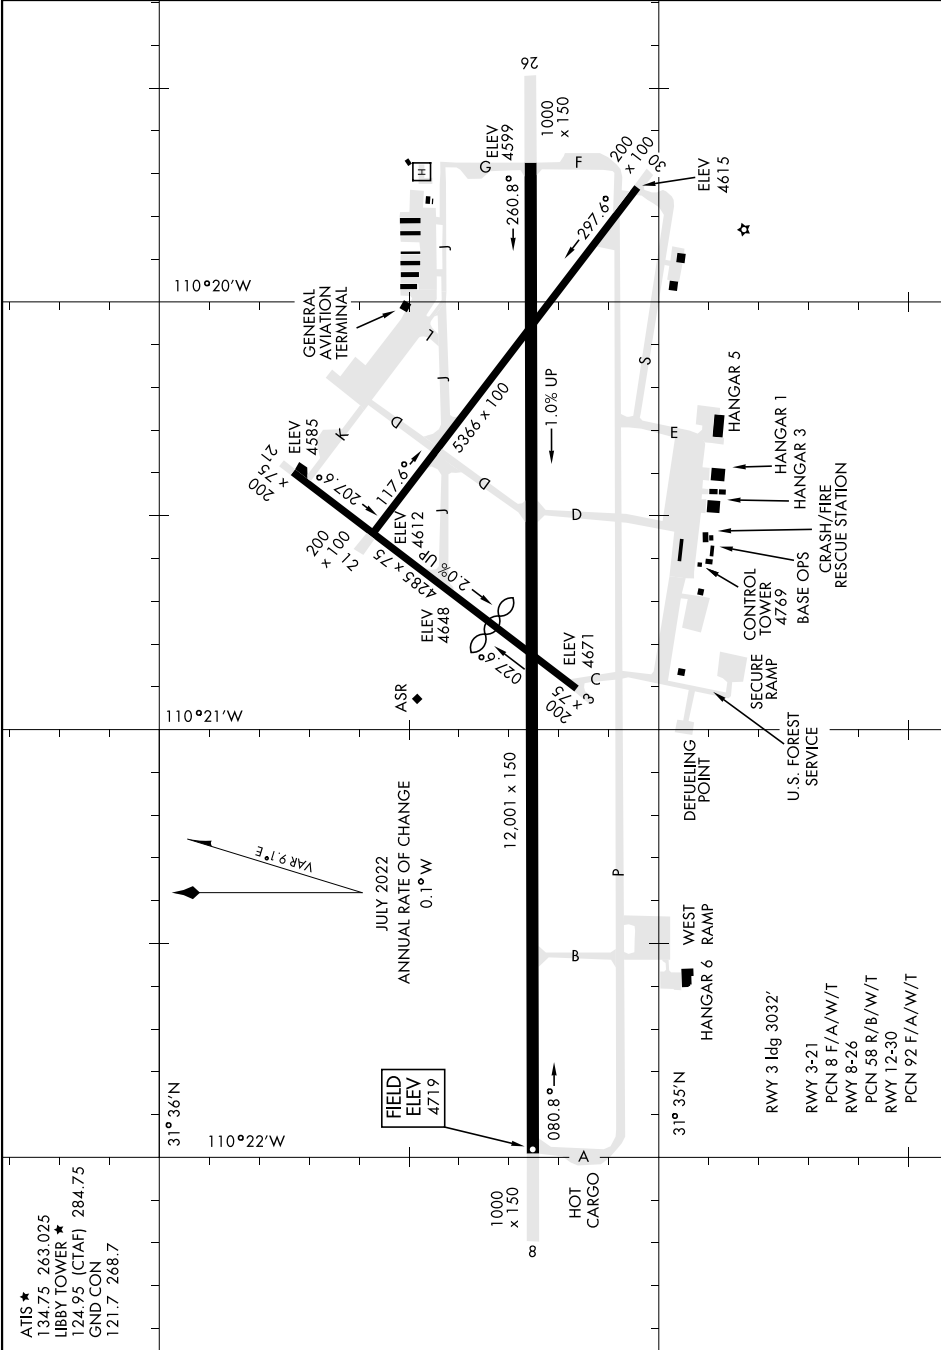 ATIS ★
134.75 263.025
LIBBY TOWER ★
124.95 (CTAF) 284.75
GND CON
121.7 268.7
31° 36'N
110° 22'W
110° 21'W
110° 20'W
31° 35'N
FIELD
ELEV
4719
JULY 2022
ANNUAL RATE OF CHANGE
0.1° W
VAR 9.1° E
ASR
GENERAL
AVIATION
TERMINAL
H
8
1000
x 150
HOT
CARGO
A
080.8°
12,001 x 150
1.0% UP
260.8°
ELEV
4599
1000
x 150
26
G
F
200
x 100
30
ELEV
4615
297.6°
5366 x 100
117.6°
ELEV
4612
200
x 100
12
200
x 75
21
ELEV
4585
207.6°
4285 x 75
2.0% UP
ELEV
4648
027.6°
ELEV
4671
200
x 75
3
C
K
L
J
J
J
D
D
D
E
S
P
B
HANGAR 5
HANGAR 1
HANGAR 3
CRASH/FIRE
RESCUE STATION
BASE OPS
CONTROL
TOWER
4769
SECURE
RAMP
U.S. FOREST
SERVICE
DEFUELING
POINT
WEST
RAMP
HANGAR 6
RWY 3 ldg 3032'
RWY 3-21
PCN 8 F/A/W/T
RWY 8-26
PCN 58 R/B/W/T
RWY 12-30
PCN 92 F/A/W/T